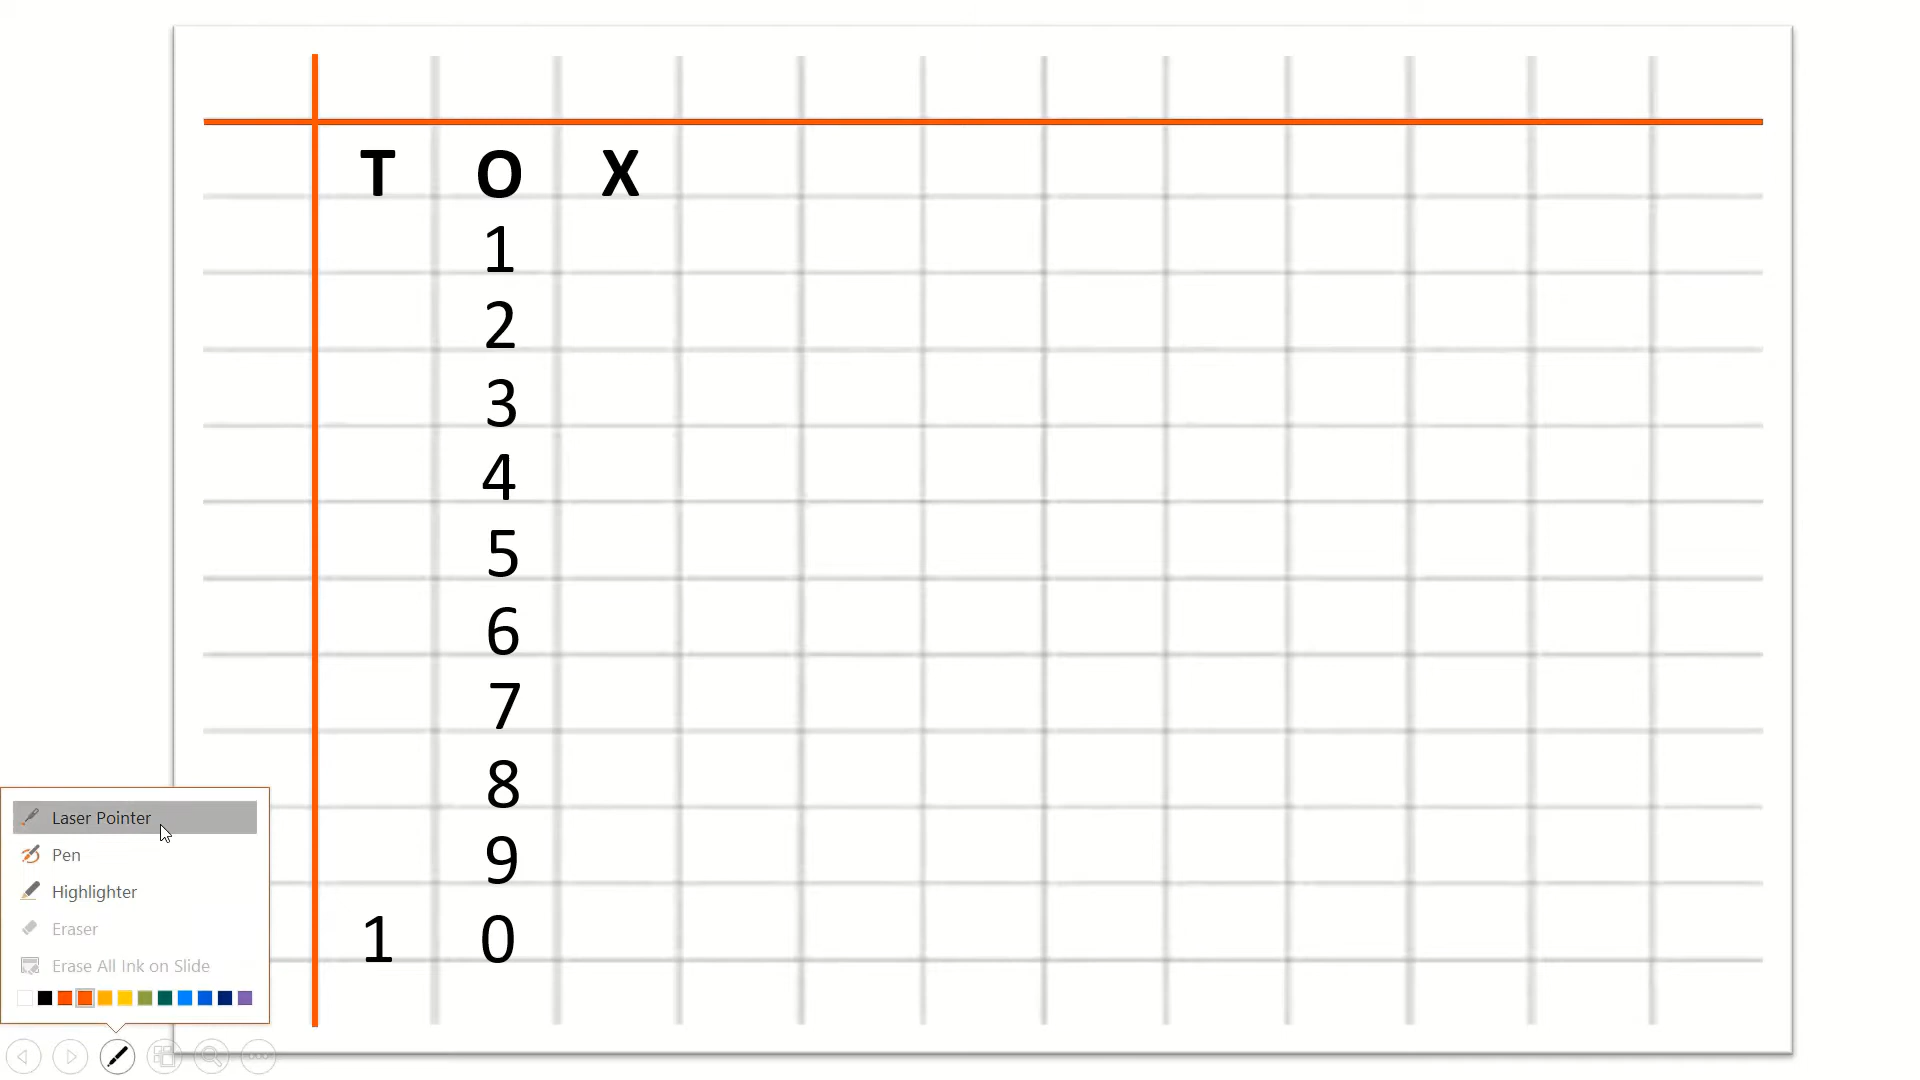 T O X
1
2
3
4
5
6
7
8
9
1 0
Laser Pointer
Pen
Highlighter
Eraser
Erase All Ink on Slide